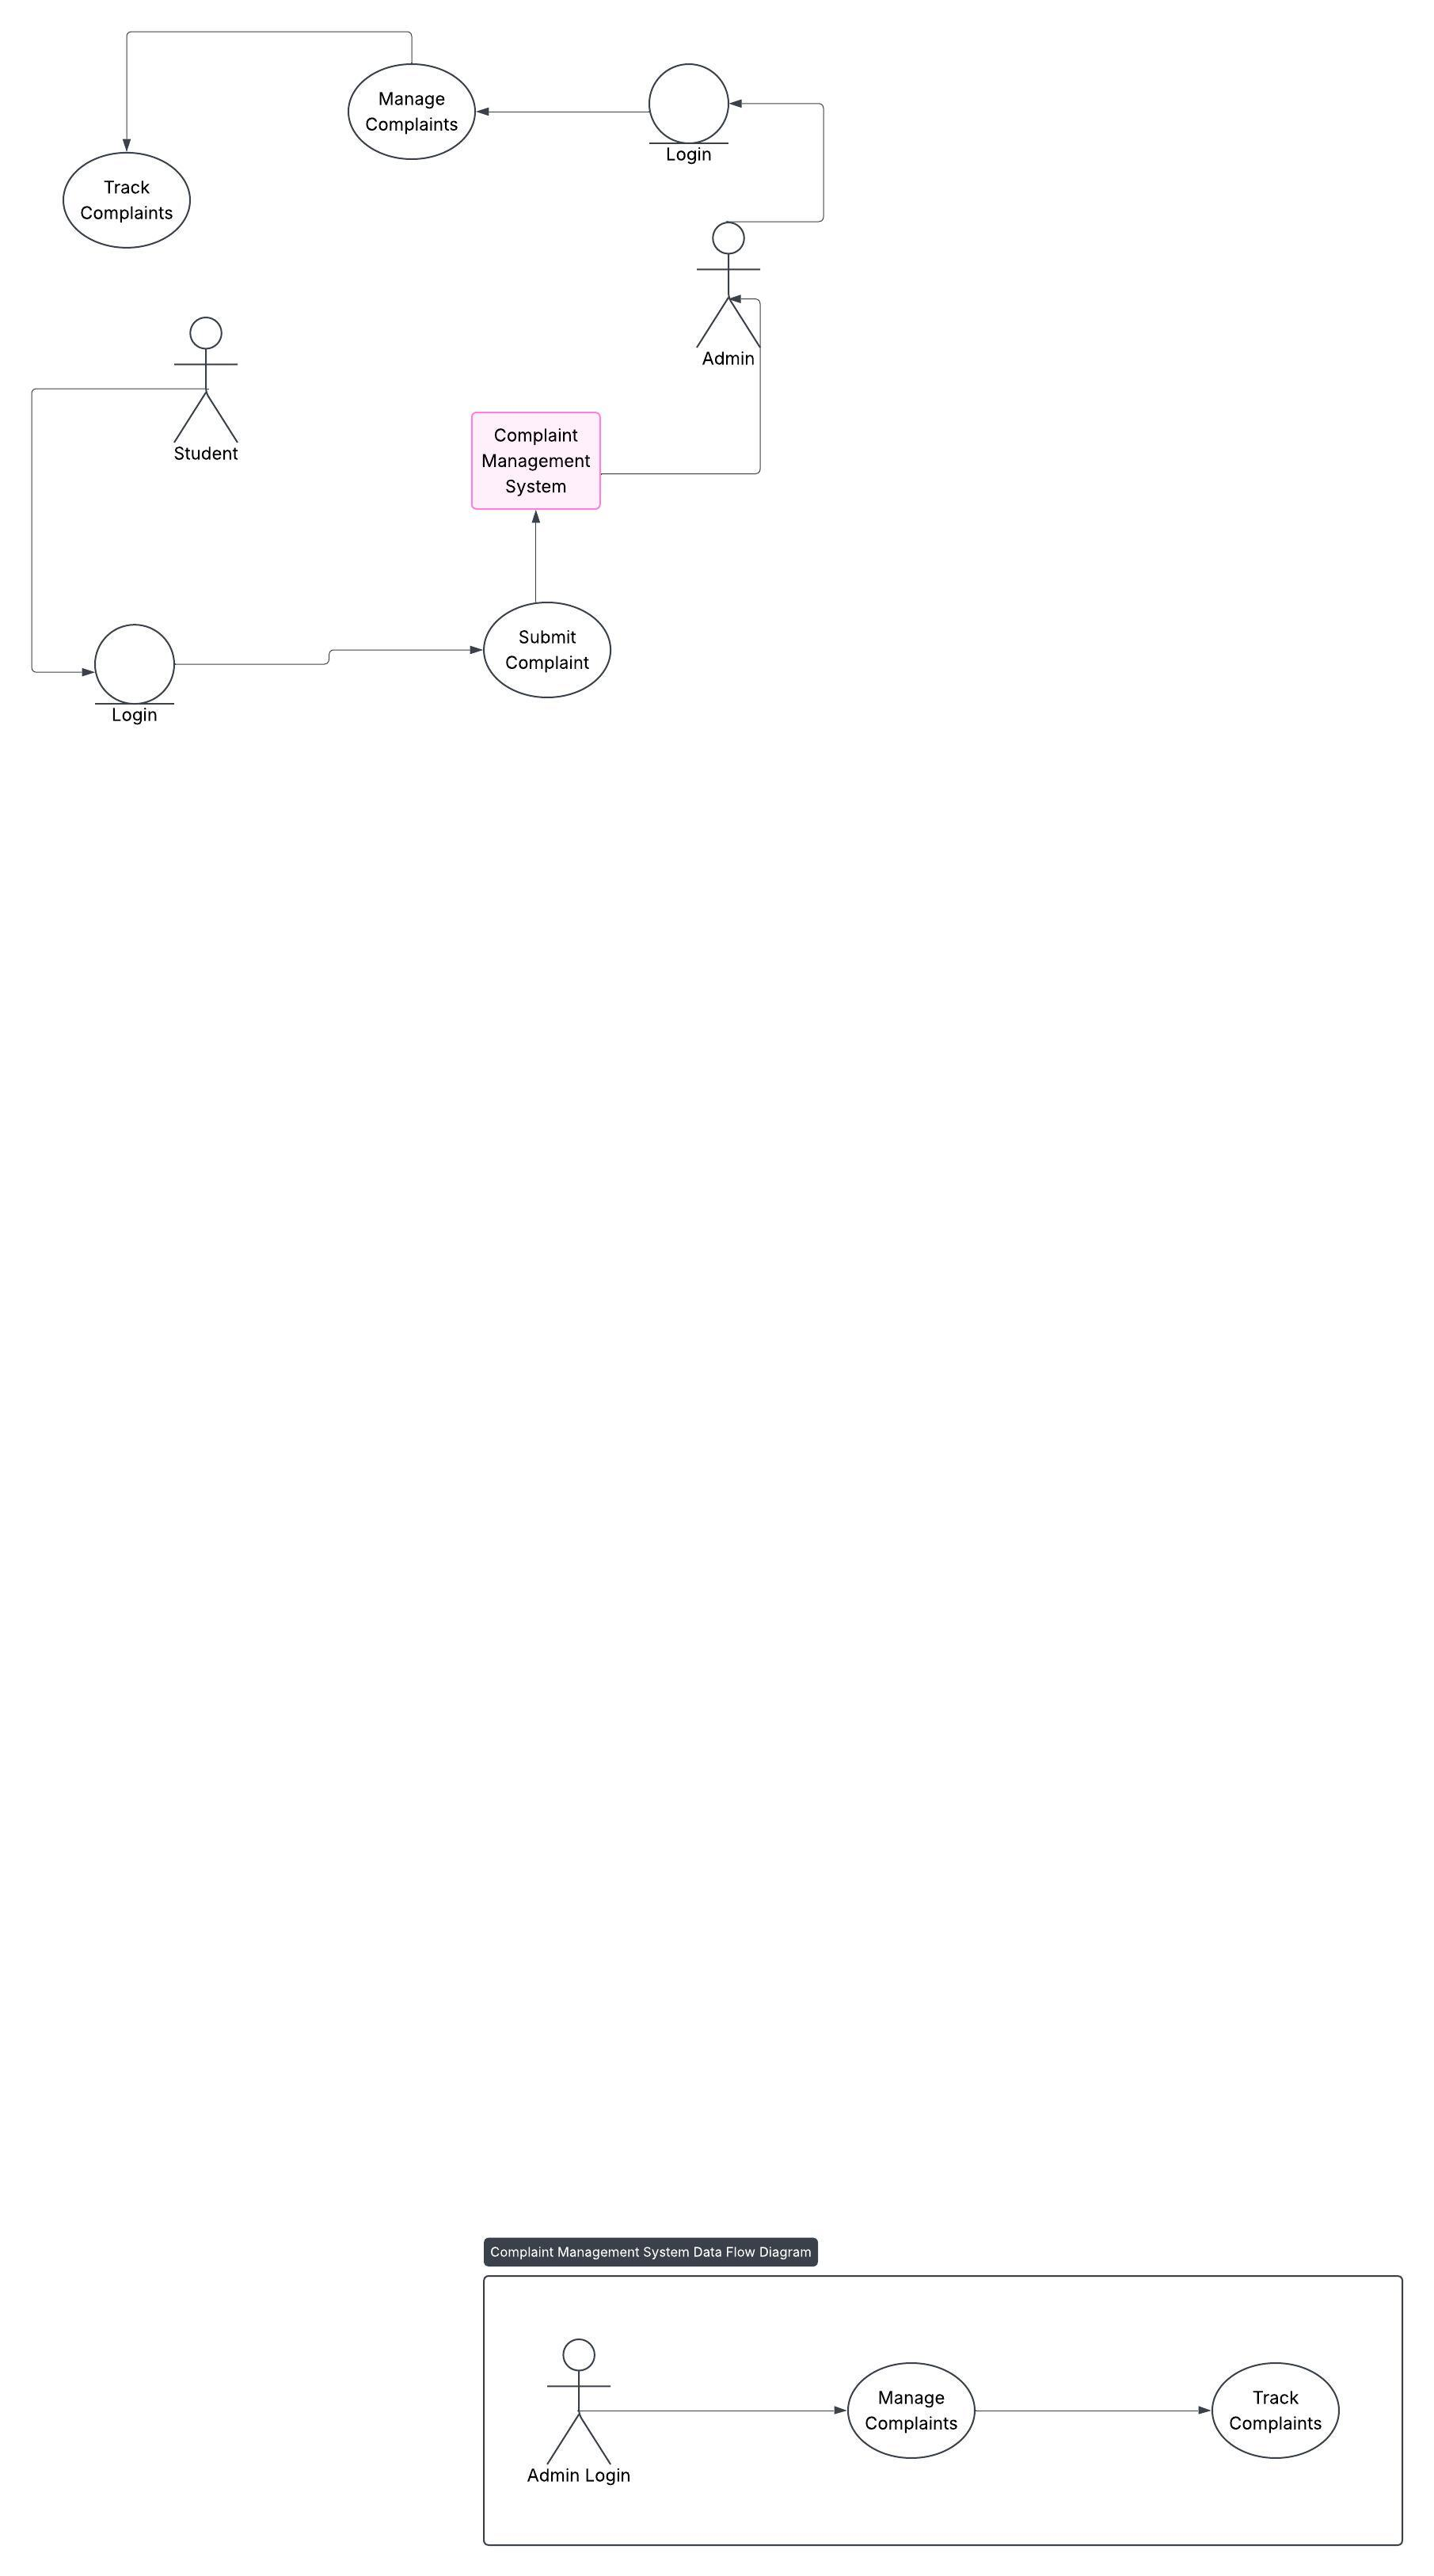 Manage
Complaints
Login
Track
Complaints
Admin
Student
Complaint
Management
System
Submit
Complaint
Login
Complaint Management System Data Flow Diagram
Manage
Complaints
Track
Complaints
Admin Login